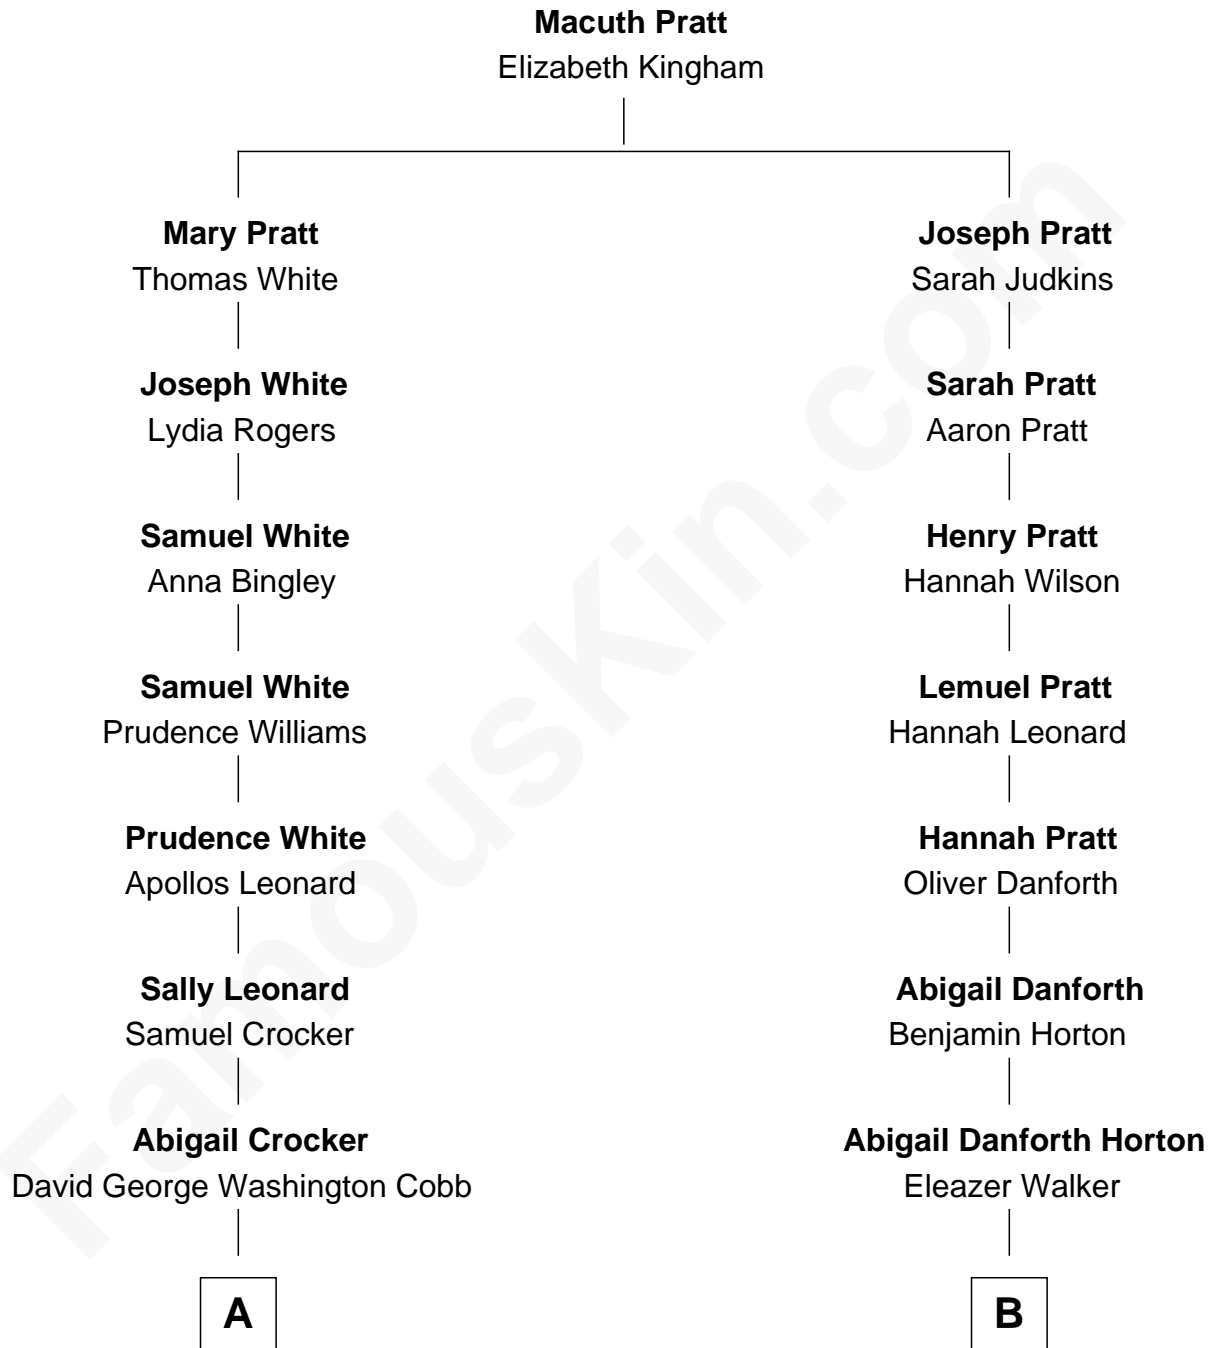 Macuth Pratt
Elizabeth Kingham
Mary Pratt
Thomas White
Joseph White
Lydia Rogers
Samuel White
Anna Bingley
Samuel White
Prudence Williams
Prudence White
Apollos Leonard
Sally Leonard
Samuel Crocker
Abigail Crocker
David George Washington Cobb
A
Joseph Pratt
Sarah Judkins
Sarah Pratt
Aaron Pratt
Henry Pratt
Hannah Wilson
Lemuel Pratt
Hannah Leonard
Hannah Pratt
Oliver Danforth
Abigail Danforth
Benjamin Horton
Abigail Danforth Horton
Eleazer Walker
B
FamousKin.com